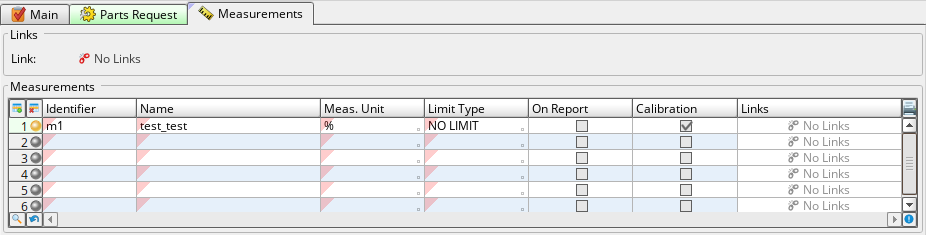 Main Parts Request Measurements
Links
Link: No Links
Measurements
Identifier Name Meas. Unit Limit Type On Report Calibration Links
1 m1 test_test % NO LIMIT No Links
2 No Links
3 No Links
4 No Links
5 No Links
6 No Links